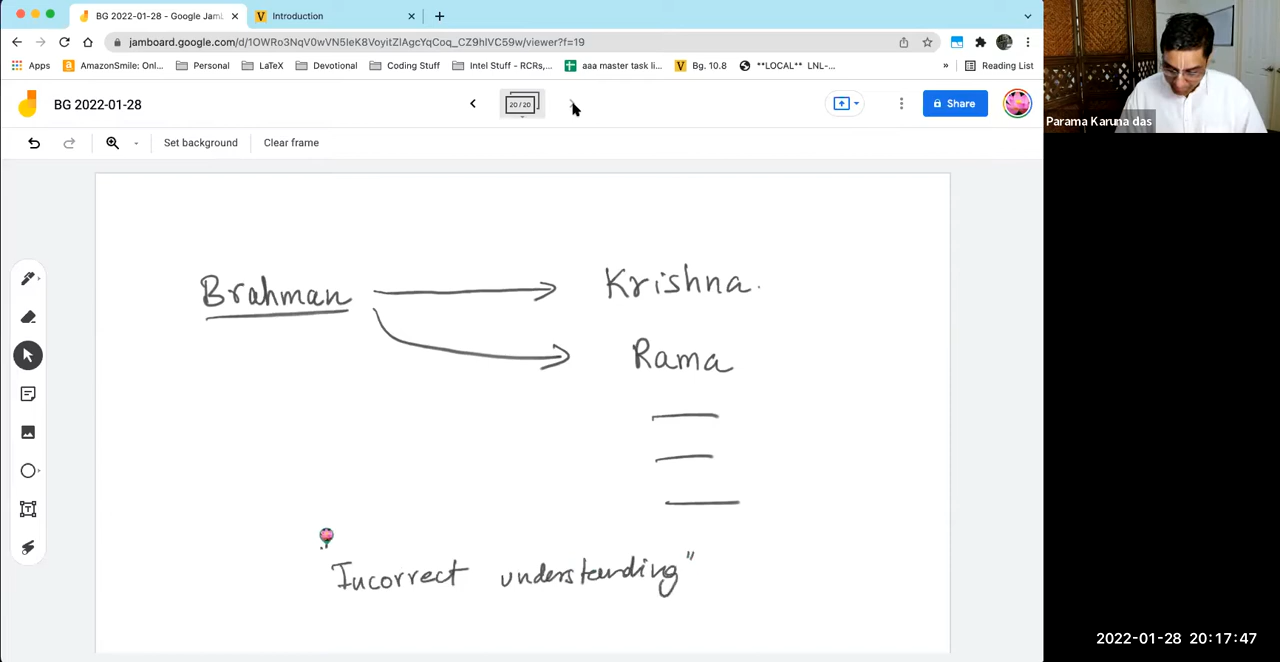 BG 2022-01-28 - Google Jam
Introduction
jamboard.google.com/d/1OWRo3NqV0wVN5IeK8VoyitZlAgcYqCoq_CZ9hlVC59w/viewer?f=19
Apps AmazonSmile: Onl... Personal LaTeX Devotional Coding Stuff Intel Stuff - RCRs,... aaa master task li... Bg. 10.8 **LOCAL** LNL-... » Reading List
BG 2022-01-28 20 / 20 Share
Parama Karuna das
Set background Clear frame
Brahman Krishna.
Rama
"Incorrect understanding"
2022-01-28 20:17:47